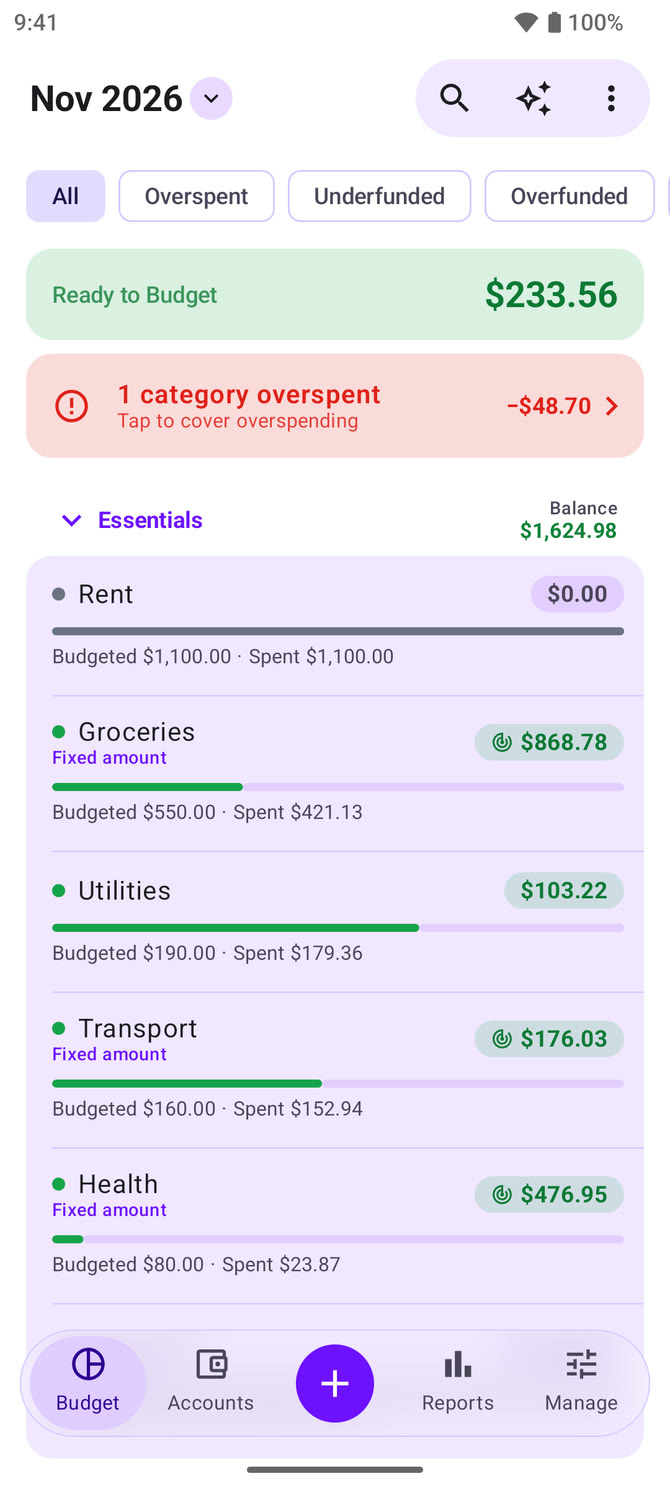 9:41
100%
Nov 2026
All
Overspent
Underfunded
Overfunded
Ready to Budget
$233.56
1 category overspent
Tap to cover overspending
−$48.70
Essentials
Balance
$1,624.98
Rent
$0.00
Budgeted $1,100.00 · Spent $1,100.00
Groceries
Fixed amount
$868.78
Budgeted $550.00 · Spent $421.13
Utilities
$103.22
Budgeted $190.00 · Spent $179.36
Transport
Fixed amount
$176.03
Budgeted $160.00 · Spent $152.94
Health
Fixed amount
$476.95
Budgeted $80.00 · Spent $23.87
Budget
Accounts
Reports
Manage